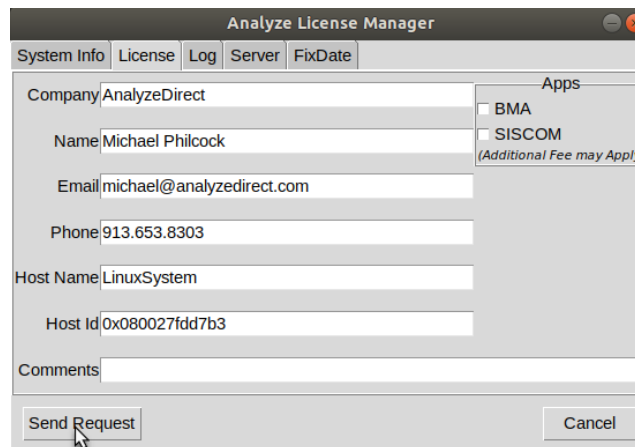 Analyze License Manager
System Info License Log Server FixDate
Company AnalyzeDirect
Apps
BMA
Name Michael Philcock
SISCOM
(Additional Fee may Apply
Email michael@analyzedirect.com
Phone 913.653.8303
Host Name LinuxSystem
Host Id 0x080027fdd7b3
Comments
Send Request
Cancel